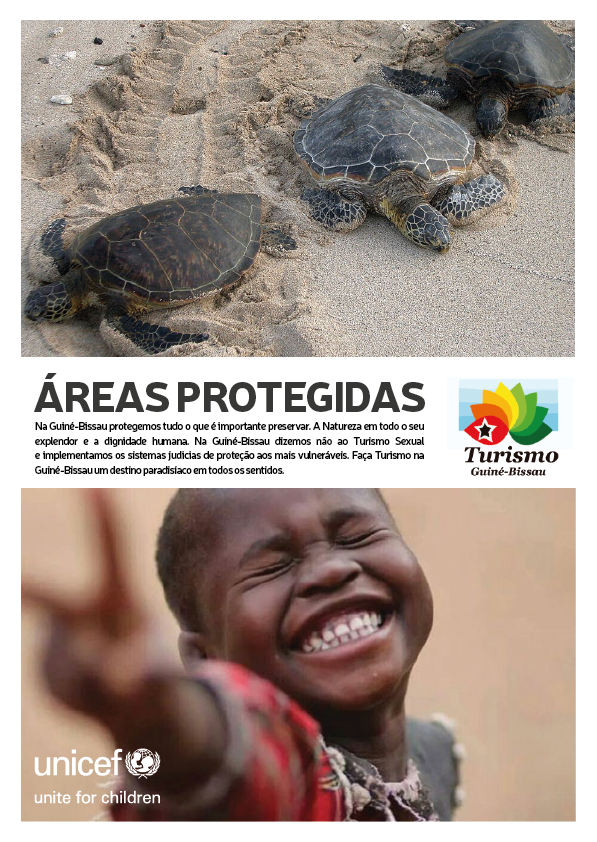 ÁREAS PROTEGIDAS
Na Guiné-Bissau protegemos tudo o que é importante preservar. A Natureza em todo o seu
explendor e a dignidade humana. Na Guiné-Bissau dizemos não ao Turismo Sexual
e implementamos os sistemas judicias de proteção aos mais vulneráveis. Faça Turismo na
Guiné-Bissau um destino paradisíaco em todos os sentidos.
Turismo
Guiné-Bissau
unicef
unite for children